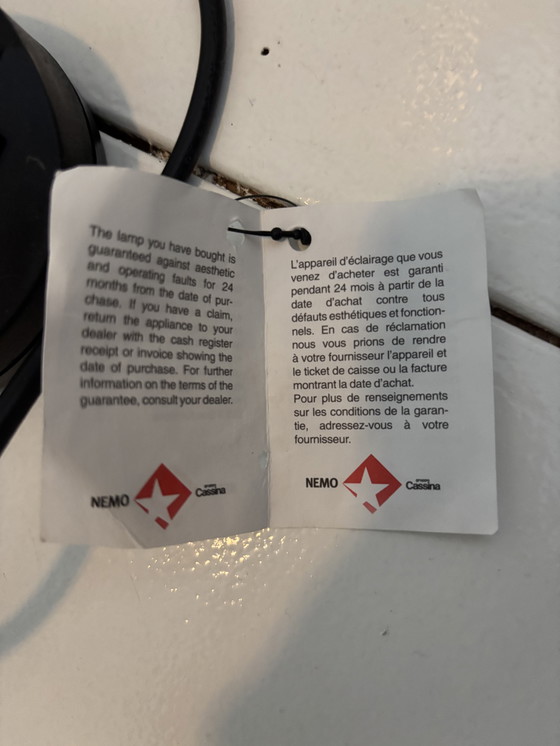 The lamp you have bought is
guaranteed against aesthetic
and operating faults for 24
months from the date of pur-
chase. If you have a claim,
return the appliance to your
dealer with the cash register
receipt or invoice showing the
date of purchase. For further
information on the terms of the
guarantee, consult your dealer.
NEMO
Cassina
L'appareil d'éclairage que vous
venez d'acheter est garanti
pendant 24 mois à partir de la
date d'achat contre tous
défauts esthétiques et fonction-
nels. En cas de réclamation
nous vous prions de rendre
à votre fournisseur l'appareil et
le ticket de caisse ou la facture
montrant la date d'achat.
Pour plus de renseignements
sur les conditions de la garan-
tie, adressez-vous à votre
fournisseur.
NEMO
Cassina